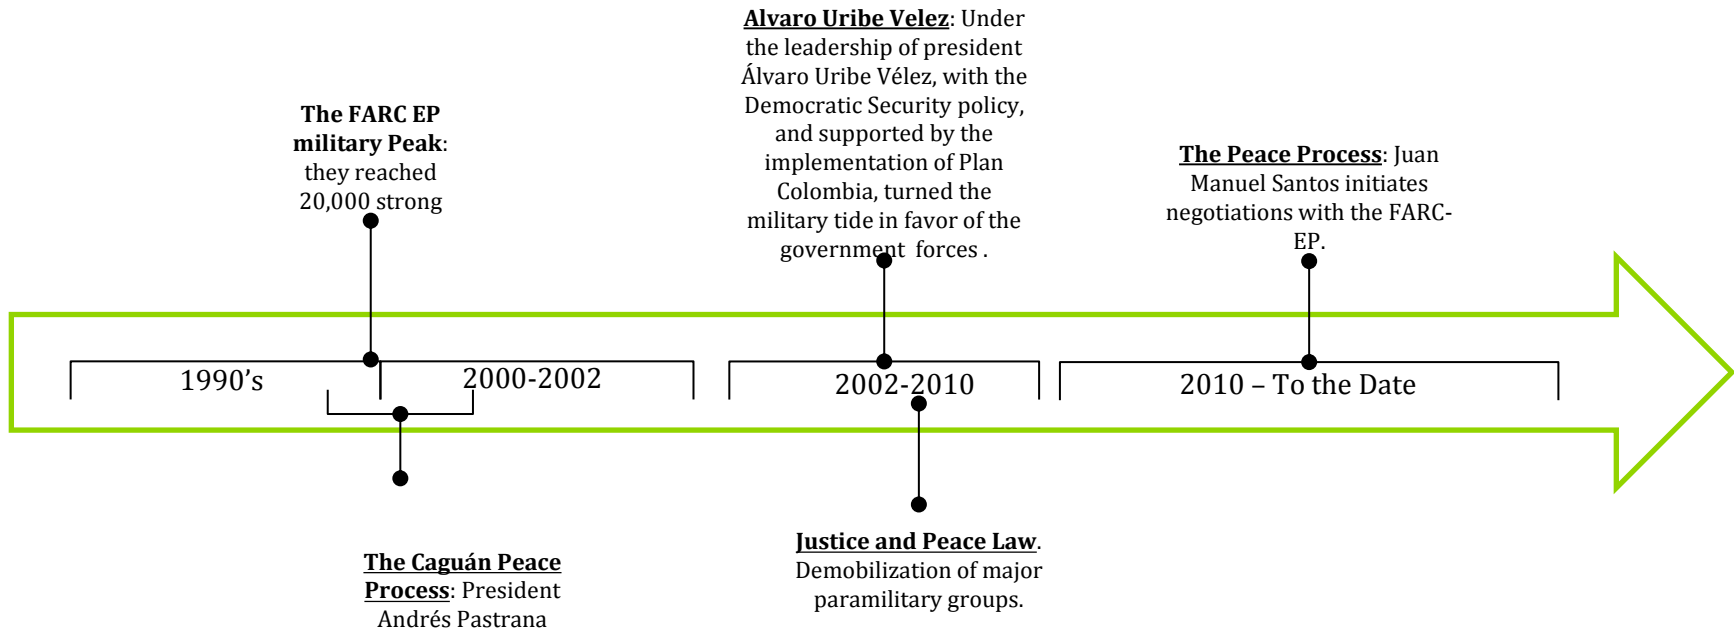 The FARC EP
military Peak:
they reached
20,000 strong
Alvaro Uribe Velez: Under
the leadership of president
Álvaro Uribe Vélez, with the
Democratic Security policy,
and supported by the
implementation of Plan
Colombia, turned the
military tide in favor of the
government  forces .
The Peace Process: Juan
Manuel Santos initiates
negotiations with the FARC-
EP.
1990's
2000-2002
2002-2010
2010 – To the Date
The Caguán Peace
Process: President
Andrés Pastrana
Justice and Peace Law.
Demobilization of major
paramilitary groups.